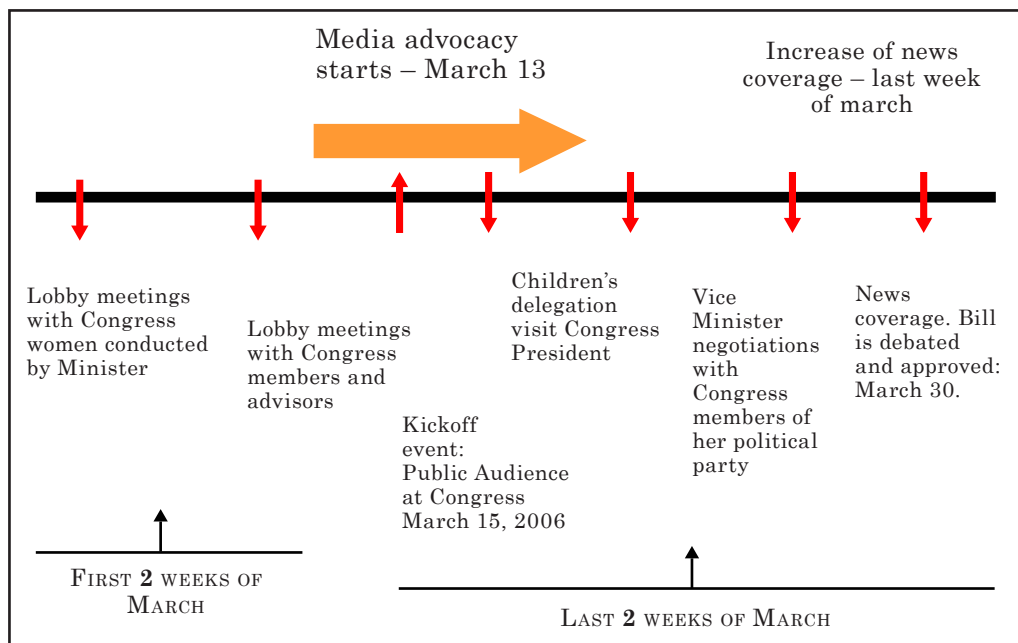 Media advocacy
starts – March 13
Increase of news
coverage – last week
of march
Lobby meetings
with Congress
women conducted
by Minister
Lobby meetings
with Congress
members and
advisors
Kickoff
event:
Public Audience
at Congress
March 15, 2006
Children's
delegation
visit Congress
President
Vice
Minister
negotiations
with
Congress
members of
her political
party
News
coverage. Bill
is debated
and approved:
March 30.
First 2 weeks of
March
Last 2 weeks of March